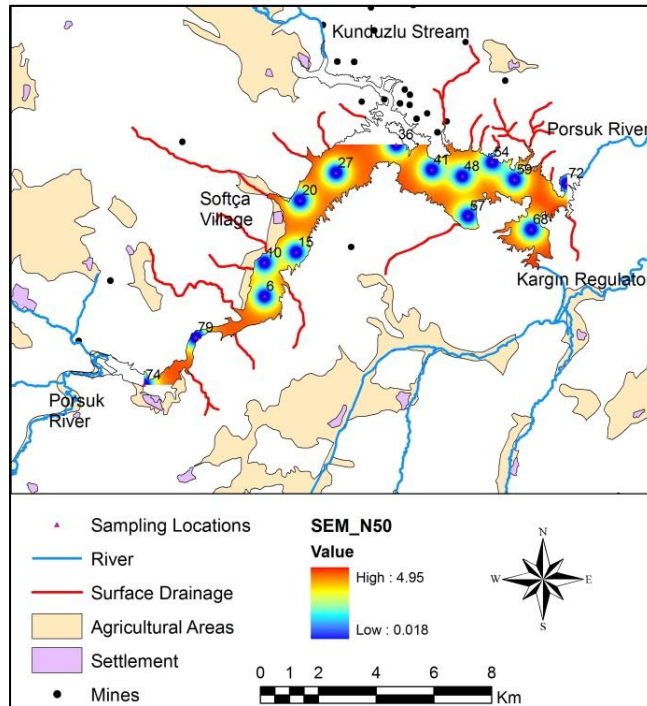 Kunduzlu Stream
Porsuk River
36
54
41
48
59
72
27
20
57
68
Softça
Village
15
10
6
Kargın Regulator
79
74
Porsuk
River
Sampling Locations
River
Surface Drainage
Agricultural Areas
Settlement
Mines
SEM_N50
Value
High : 4.95
Low : 0.018
N
W E
S
0 1 2 4 6 8
Km